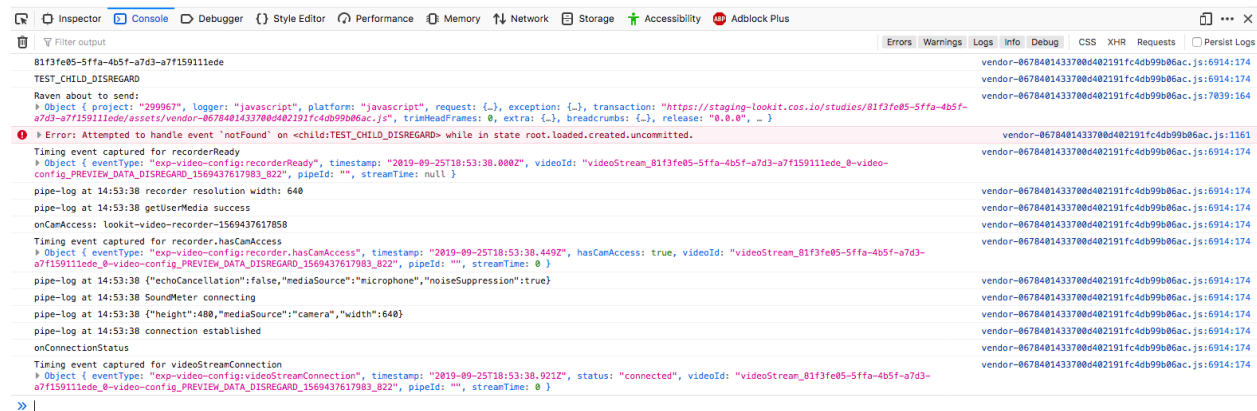 Inspector Console Debugger {} Style Editor Performance Memory Network Storage Accessibility ABP Adblock Plus
Filter output Errors Warnings Logs Info Debug CSS XHR Requests Persist Logs
81f3fe05-5ffa-4b5f-a7d3-a7f159111ede vendor-0678401433700d402191fc4db99b06ac.js:6914:174
TEST_CHILD_DISREGARD vendor-0678401433700d402191fc4db99b06ac.js:6914:174
Raven about to send: vendor-0678401433700d402191fc4db99b06ac.js:7039:164
Object { project: "299967", logger: "javascript", platform: "javascript", request: {…}, exception: {…}, transaction: "https://staging-lookit.cos.io/studies/81f3fe05-5ffa-4b5f-
a7d3-a7f159111ede/assets/vendor-0678401433700d402191fc4db99b06ac.js", trimHeadFrames: 0, extra: {…}, breadcrumbs: {…}, release: "0.0.0", … }
Error: Attempted to handle event `notFound` on <child:TEST_CHILD_DISREGARD> while in state root.loaded.created.uncommitted. vendor-0678401433700d402191fc4db99b06ac.js:1161
Timing event captured for recorderReady vendor-0678401433700d402191fc4db99b06ac.js:6914:174
Object { eventType: "exp-video-config:recorderReady", timestamp: "2019-09-25T18:53:38.000Z", videoId: "videoStream_81f3fe05-5ffa-4b5f-a7d3-a7f159111ede_0-video-
config_PREVIEW_DATA_DISREGARD_1569437617983_822", pipeId: "", streamTime: null }
pipe-log at 14:53:38 recorder resolution width: 640 vendor-0678401433700d402191fc4db99b06ac.js:6914:174
pipe-log at 14:53:38 getUserMedia success vendor-0678401433700d402191fc4db99b06ac.js:6914:174
onCamAccess: lookit-video-recorder-1569437617858 vendor-0678401433700d402191fc4db99b06ac.js:6914:174
Timing event captured for recorder.hasCamAccess vendor-0678401433700d402191fc4db99b06ac.js:6914:174
Object { eventType: "exp-video-config:recorder.hasCamAccess", timestamp: "2019-09-25T18:53:38.449Z", hasCamAccess: true, videoId: "videoStream_81f3fe05-5ffa-4b5f-a7d3-
a7f159111ede_0-video-config_PREVIEW_DATA_DISREGARD_1569437617983_822", pipeId: "", streamTime: 0 }
pipe-log at 14:53:38 {"echoCancellation":false,"mediaSource":"microphone","noiseSuppression":true} vendor-0678401433700d402191fc4db99b06ac.js:6914:174
pipe-log at 14:53:38 SoundMeter connecting vendor-0678401433700d402191fc4db99b06ac.js:6914:174
pipe-log at 14:53:38 {"height":480,"mediaSource":"camera","width":640} vendor-0678401433700d402191fc4db99b06ac.js:6914:174
pipe-log at 14:53:38 connection established vendor-0678401433700d402191fc4db99b06ac.js:6914:174
onConnectionStatus vendor-0678401433700d402191fc4db99b06ac.js:6914:174
Timing event captured for videoStreamConnection vendor-0678401433700d402191fc4db99b06ac.js:6914:174
Object { eventType: "exp-video-config:videoStreamConnection", timestamp: "2019-09-25T18:53:38.921Z", status: "connected", videoId: "videoStream_81f3fe05-5ffa-4b5f-a7d3-
a7f159111ede_0-video-config_PREVIEW_DATA_DISREGARD_1569437617983_822", pipeId: "", streamTime: 0 }